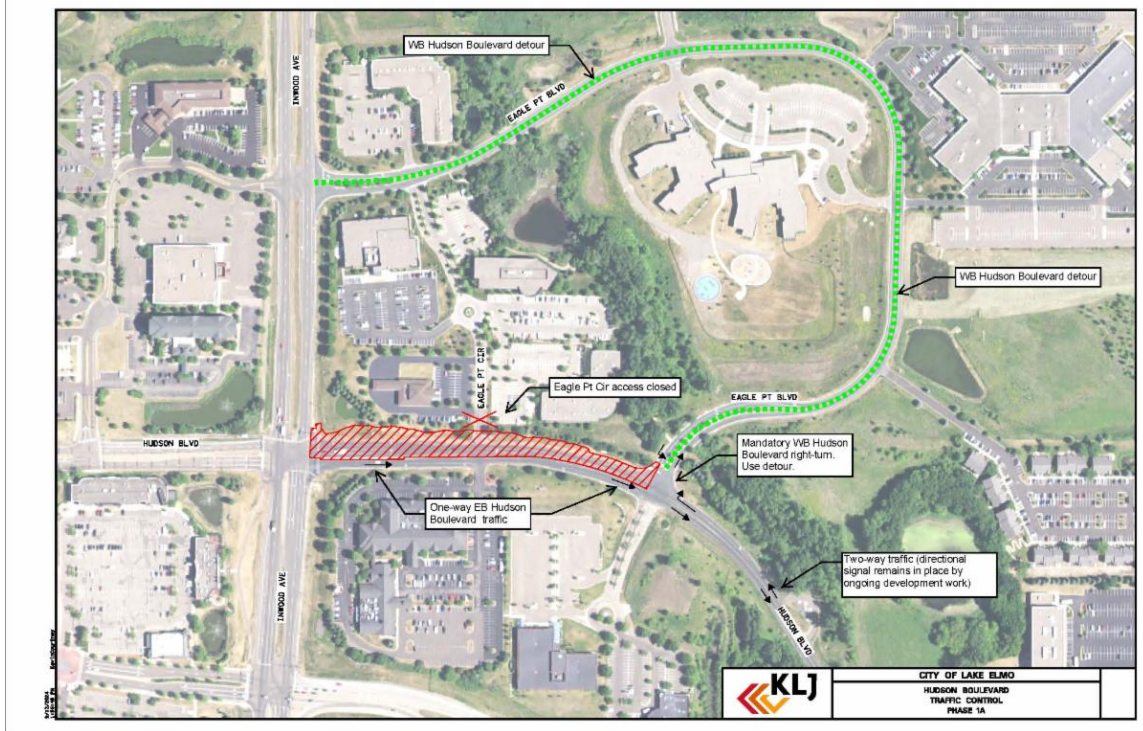 WB Hudson Boulevard detour
INWOOD AVE
EAGLE PT BLVD
WB Hudson Boulevard detour
EAGLE PT CIR
Eagle Pt Cir access closed
EAGLE PT BLVD
HUDSON BLVD
Mandatory WB Hudson
Boulevard right-turn.
Use detour.
One-way EB Hudson
Boulevard traffic
Two-way traffic (directional
signal remains in place by
ongoing development work)
INWOOD AVE
HUDSON BLVD
KLJ
CITY OF LAKE ELMO
HUDSON BOULEVARD
TRAFFIC CONTROL
PHASE 1A